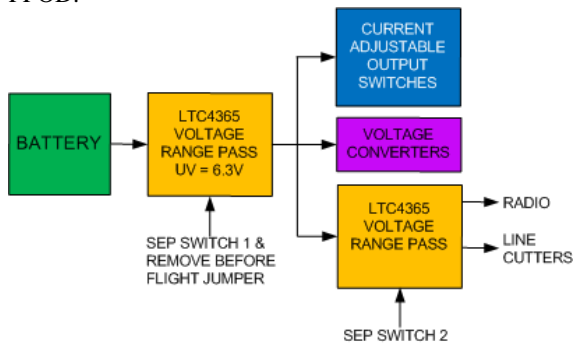 CURRENT
ADJUSTABLE
OUTPUT
SWITCHES
BATTERY
LTC4365
VOLTAGE
RANGE PASS
UV = 6.3V
VOLTAGE
CONVERTERS
LTC4365
VOLTAGE
RANGE PASS
RADIO
LINE
CUTTERS
SEP SWITCH 1 &
REMOVE BEFORE
FLIGHT JUMPER
SEP SWITCH 2